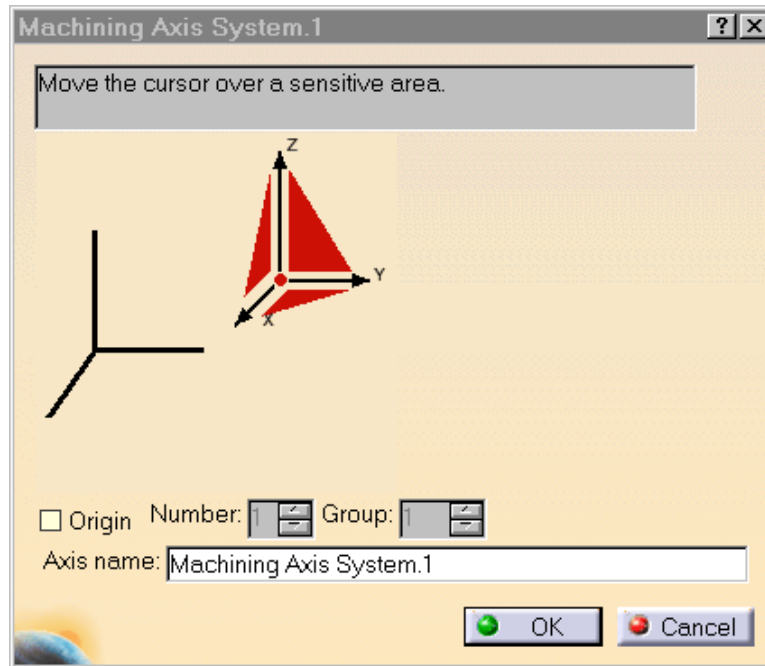 Machining Axis System.1
Move the cursor over a sensitive area.
Z
Y
X
Origin Number: 1 Group: 1
Axis name: Machining Axis System.1
OK Cancel